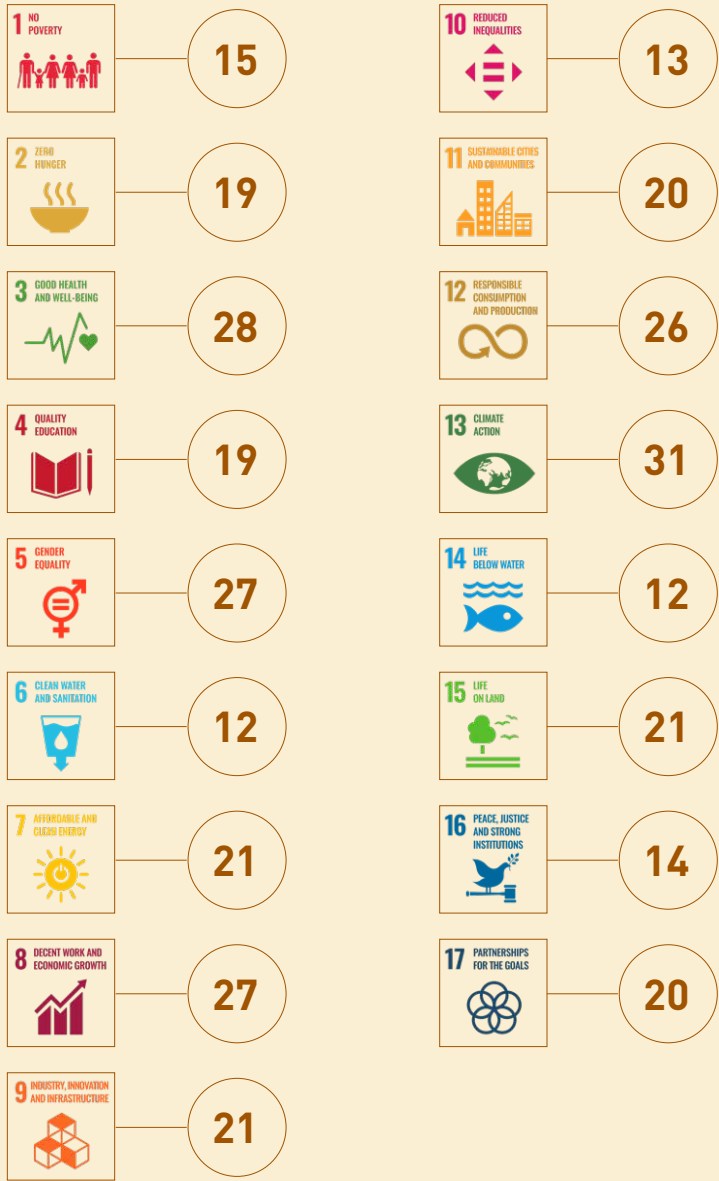 1 NO
POVERTY
15
2 ZERO
HUNGER
19
3 GOOD HEALTH
AND WELL-BEING
28
4 QUALITY
EDUCATION
19
5 GENDER
EQUALITY
27
6 CLEAN WATER
AND SANITATION
12
7 AFFORDABLE AND
CLEAN ENERGY
21
8 DECENT WORK AND
ECONOMIC GROWTH
27
9 INDUSTRY, INNOVATION
AND INFRASTRUCTURE
21
10 REDUCED
INEQUALITIES
13
11 SUSTAINABLE CITIES
AND COMMUNITIES
20
12 RESPONSIBLE
CONSUMPTION
AND PRODUCTION
26
13 CLIMATE
ACTION
31
14 LIFE
BELOW WATER
12
15 LIFE
ON LAND
21
16 PEACE, JUSTICE
AND STRONG
INSTITUTIONS
14
17 PARTNERSHIPS
FOR THE GOALS
20